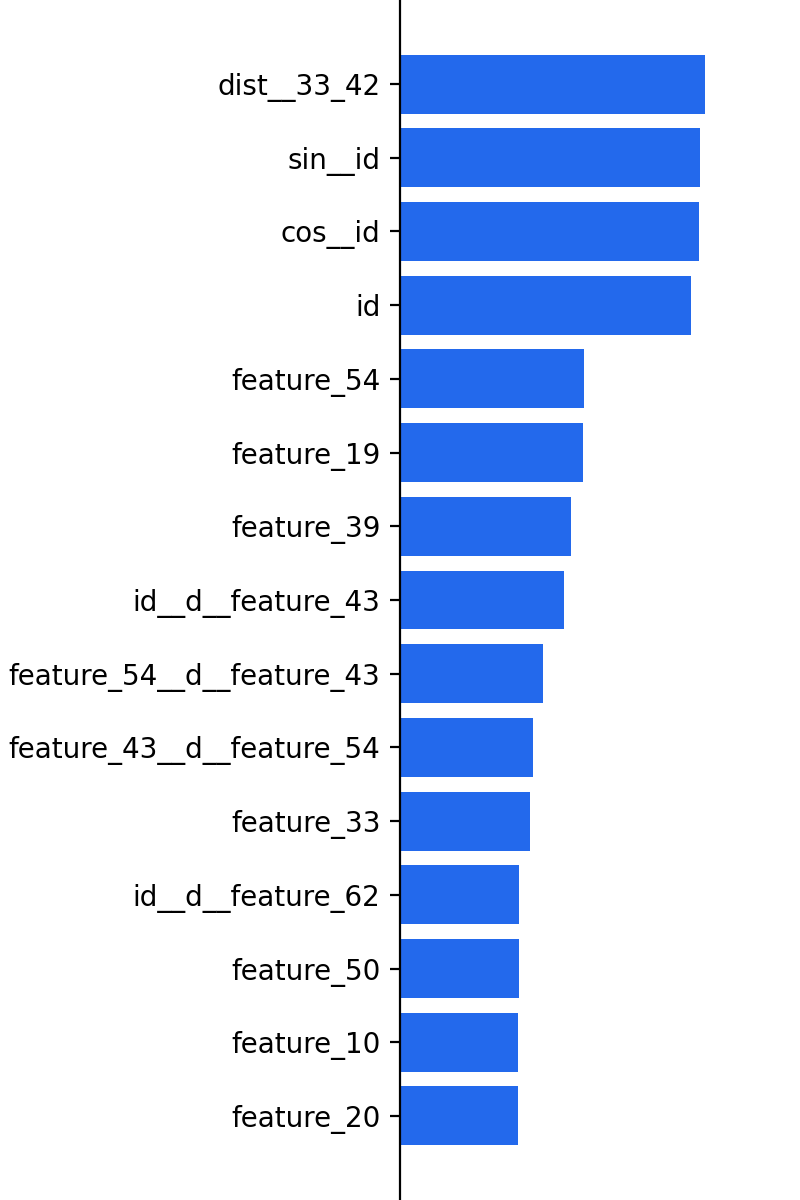 dist__33_42
sin__id
cos__id
id
feature_54
feature_19
feature_39
id__d__feature_43
feature_54__d__feature_43
feature_43__d__feature_54
feature_33
id__d__feature_62
feature_50
feature_10
feature_20